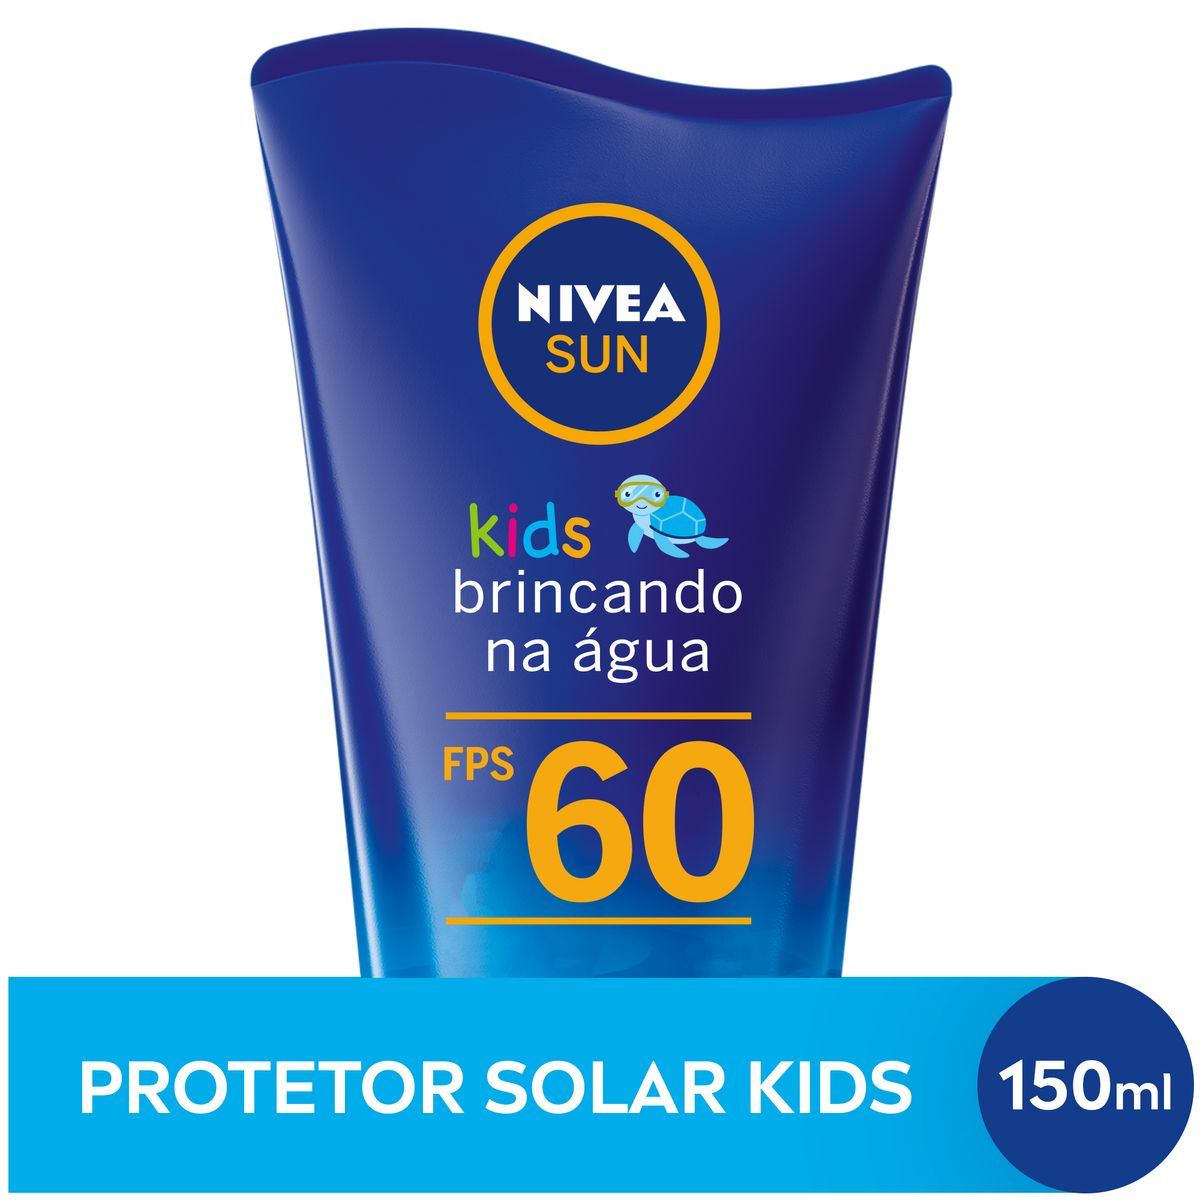 NIVEA
SUN
kids
brincando
na água
FPS 60
PROTETOR SOLAR KIDS
150ml